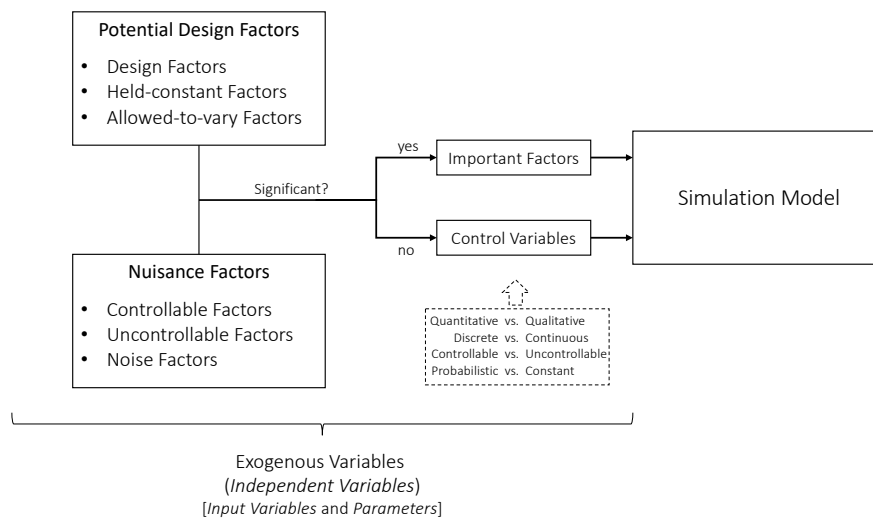 Potential Design Factors
• Design Factors
• Held-constant Factors
• Allowed-to-vary Factors
Significant?
yes
Important Factors
Simulation Model
no
Control Variables
Nuisance Factors
• Controllable Factors
• Uncontrollable Factors
• Noise Factors
Quantitative vs. Qualitative
Discrete vs. Continuous
Controllable vs. Uncontrollable
Probabilistic vs. Constant
Exogenous Variables
(Independent Variables)
[Input Variables and Parameters]